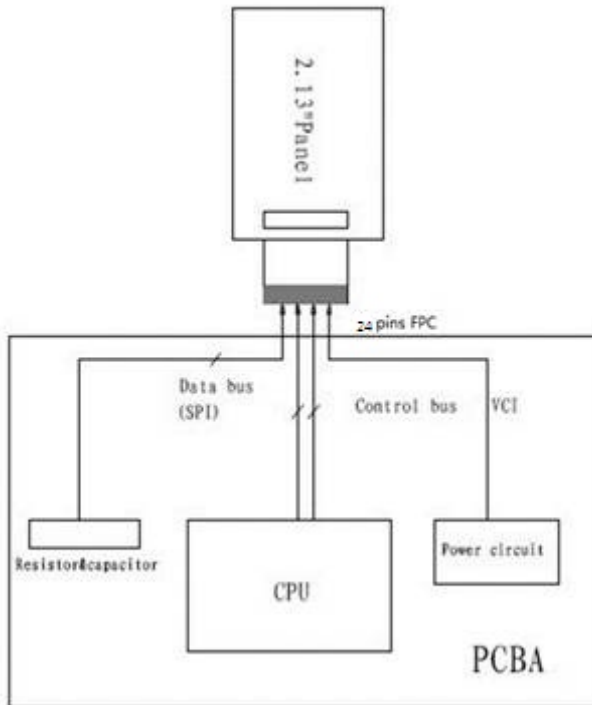 2.13"Panel
24 pins FPC
Data bus
(SPI)
Control bus
VCI
Resistor&capacitor
CPU
Power circuit
PCBA